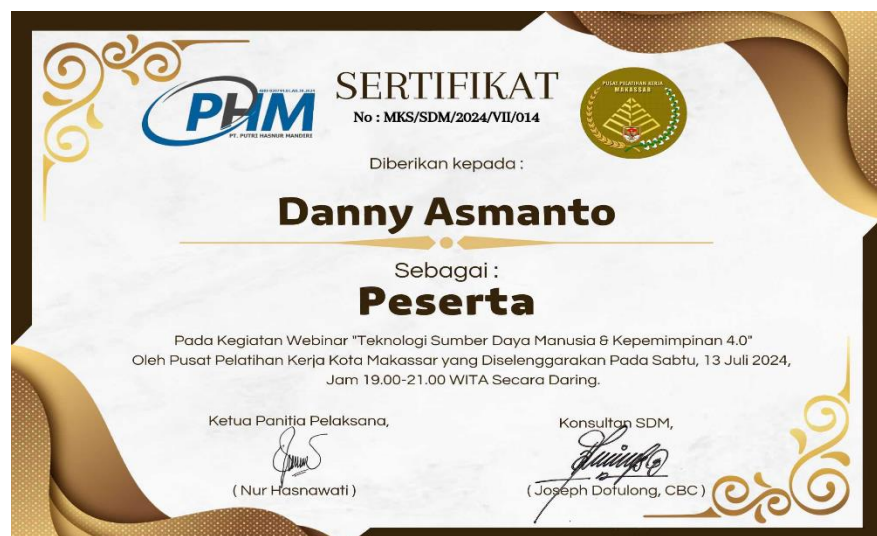 SERTIFIKAT
No : MKS/SDM/2024/VII/014
PHM
PT. PUTRI HASNUR MANDIRI
PUSAT PELATIHAN KERJA
MAKASSAR
Diberikan kepada :
Danny Asmanto
Sebagai :
Peserta
Pada Kegiatan Webinar "Teknologi Sumber Daya Manusia & Kepemimpinan 4.0"
Oleh Pusat Pelatihan Kerja Kota Makassar yang Diselenggarakan Pada Sabtu, 13 Juli 2024,
Jam 19.00-21.00 WITA Secara Daring.
Ketua Panitia Pelaksana,
( Nur Hasnawati )
Konsultan SDM,
( Joseph Dotulong, CBC )